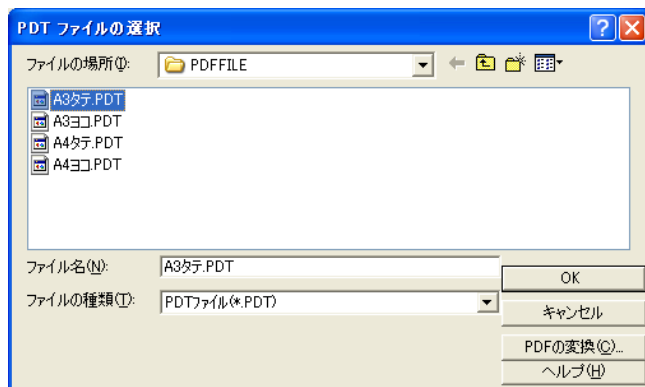 PDT ファイルの選択
ファイルの場所(I):
PDFFILE
A3タテ.PDT
A3ヨコ.PDT
A4タテ.PDT
A4ヨコ.PDT
ファイル名(N):
A3タテ.PDT
OK
ファイルの種類(T):
PDTファイル(*.PDT)
キャンセル
PDFの変換(C)...
ヘルプ(H)